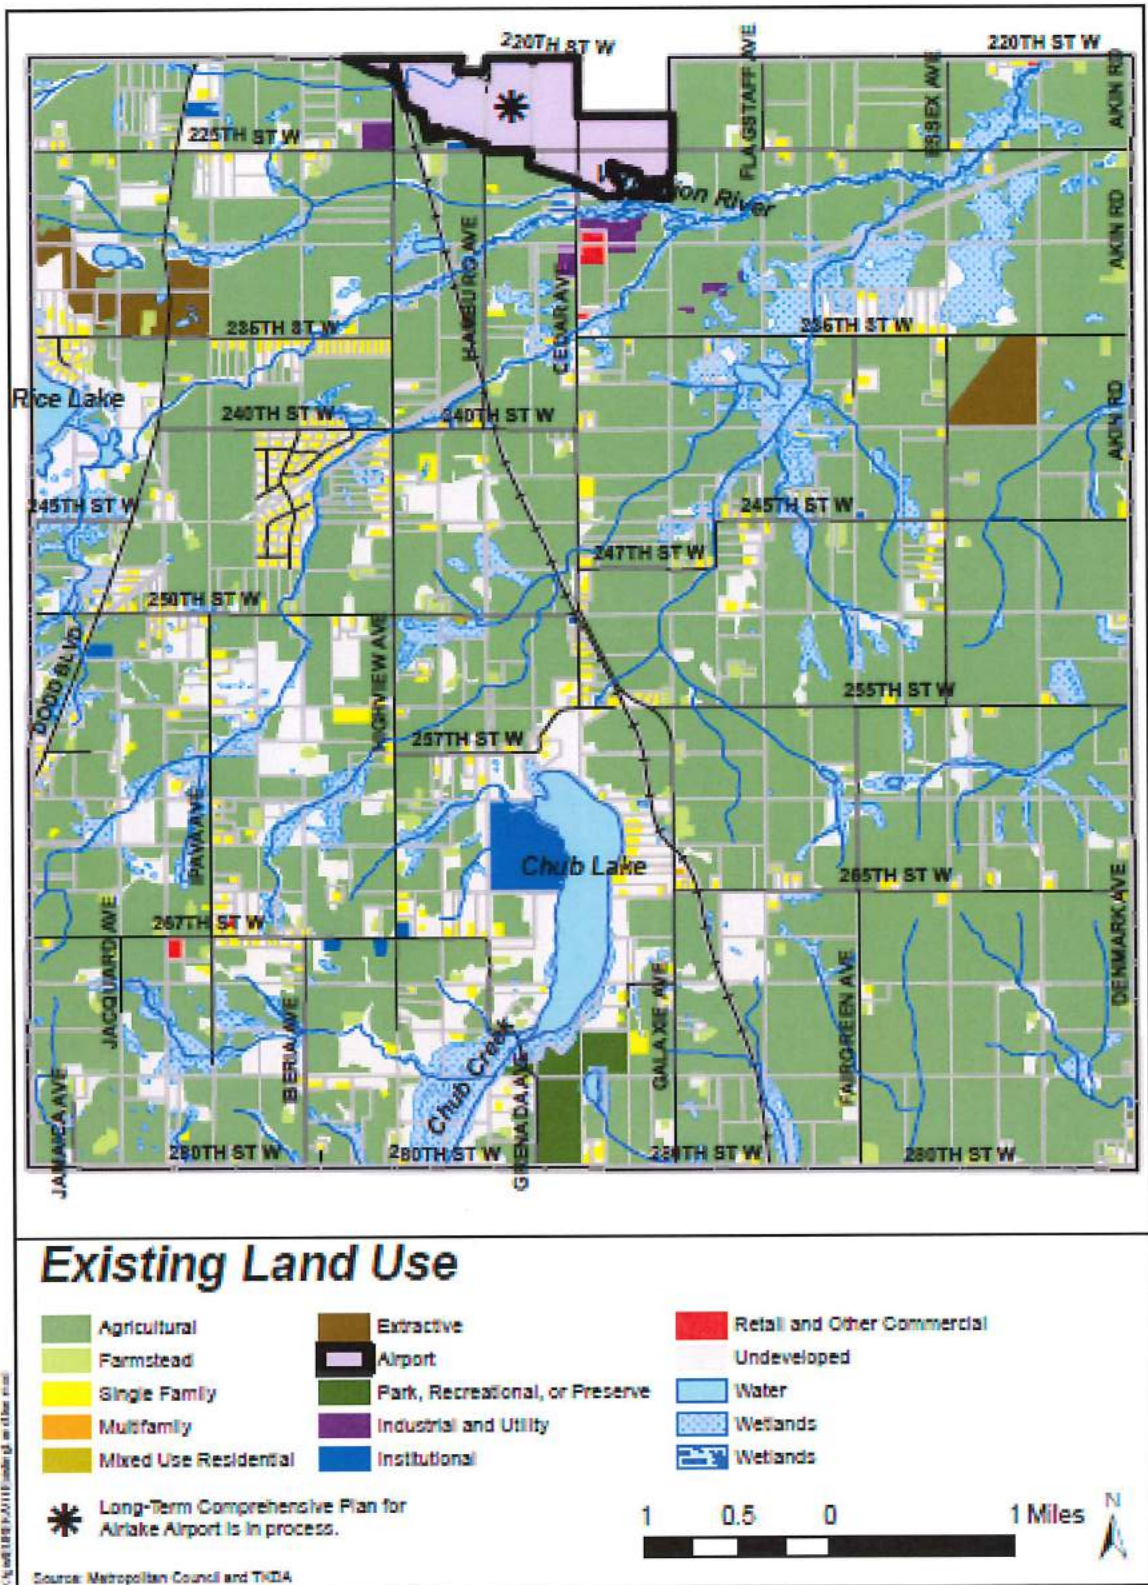 220TH ST W
220TH ST W
FLAGSTAFF AVE
ESSEX AVE
AKIN RD
225TH ST W
AKIN RD
HAMBURG AVE
CEDAR AVE
235TH ST W
235TH ST W
Rice Lake
240TH ST W
240TH ST W
AKIN RD
245TH ST W
245TH ST W
247TH ST W
250TH ST W
DODD BLVD
HIGHVIEW AVE
255TH ST W
257TH ST W
IPAVA AVE
Chub Lake
265TH ST W
267TH ST W
JACQUARD AVE
DENMARK AVE
GALAXIE AVE
FAIRGREEN AVE
IBERIA AVE
Chub Creek
JAMAICA AVE
GRENADA AVE
280TH ST W
280TH ST W
280TH ST W
280TH ST W
Existing Land Use
Agricultural
Farmstead
Single Family
Multifamily
Mixed Use Residential
Extractive
Airport
Park, Recreational, or Preserve
Industrial and Utility
Institutional
Retail and Other Commercial
Undeveloped
Water
Wetlands
Wetlands
Long-Term Comprehensive Plan for
Airlake Airport is in process.
1 0.5 0 1 Miles
N
Source: Metropolitan Council and TKDA